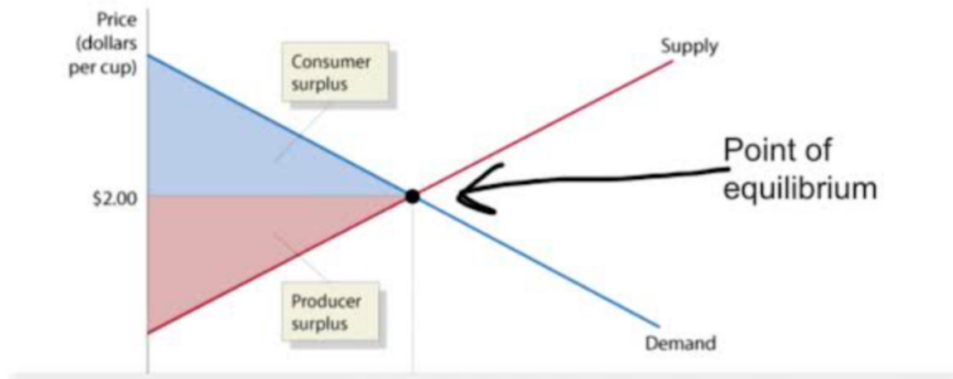 Price
(dollars
per cup)
Consumer
surplus
Supply
Point of
equilibrium
$2.00
Producer
surplus
Demand